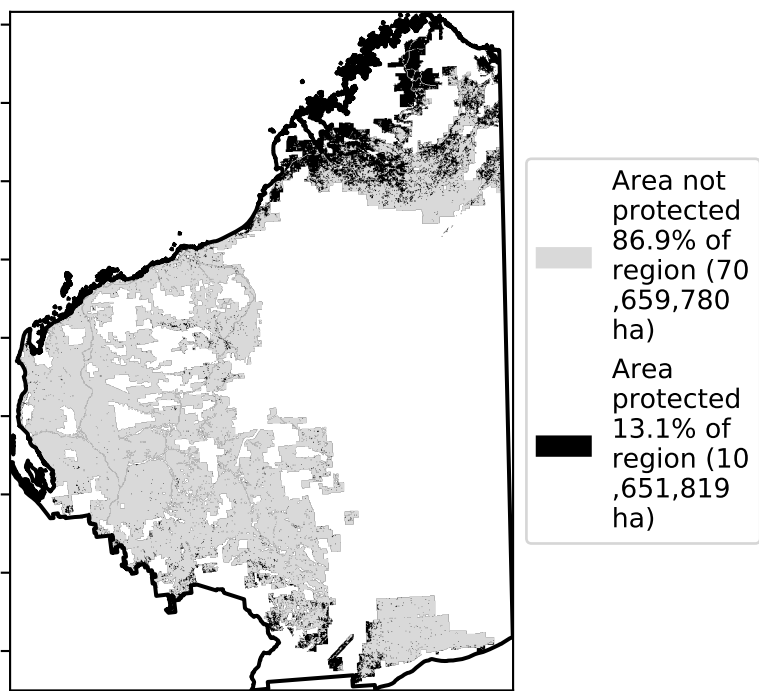 Area not
protected
86.9% of
region (70
,659,780
ha)
Area
protected
13.1% of
region (10
,651,819
ha)